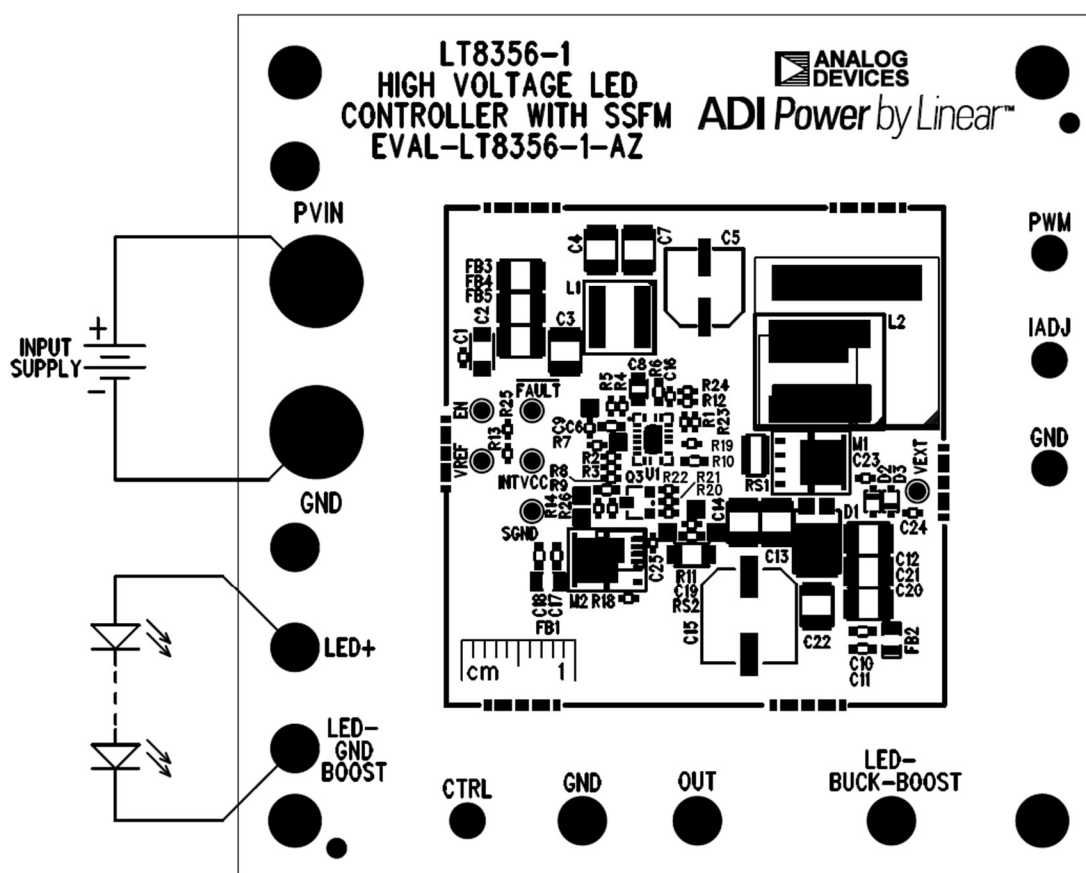 LT8356-1
HIGH VOLTAGE LED
CONTROLLER WITH SSFM
EVAL-LT8356-1-AZ
ANALOG
DEVICES
ADI Power by Linear™
PVIN
PWM
IADJ
GND
INPUT
SUPPLY
+
−
GND
LED+
LED-
GND
BOOST
CTRL
GND
OUT
LED-
BUCK-BOOST
C4
C7
C5
FB3
FB4
FB5
L1
L2
C1
C2
C3
FAULT
EN
R25
R5
R4
C8
R6
C16
R24
R12
R1
R23
C9
C6
R7
R13
VREF
R2
R3
U1
R19
R10
RS1
M1
C23
D2
D3
VEXT
INTVCC
R8
R9
Q3
R22
R21
R20
R14
R26
SGND
C14
C13
D1
C24
C25
C12
C21
C20
R11
C19
RS2
C18
C17
M2
R18
FB1
C15
C22
C10
C11
FB2
cm
1